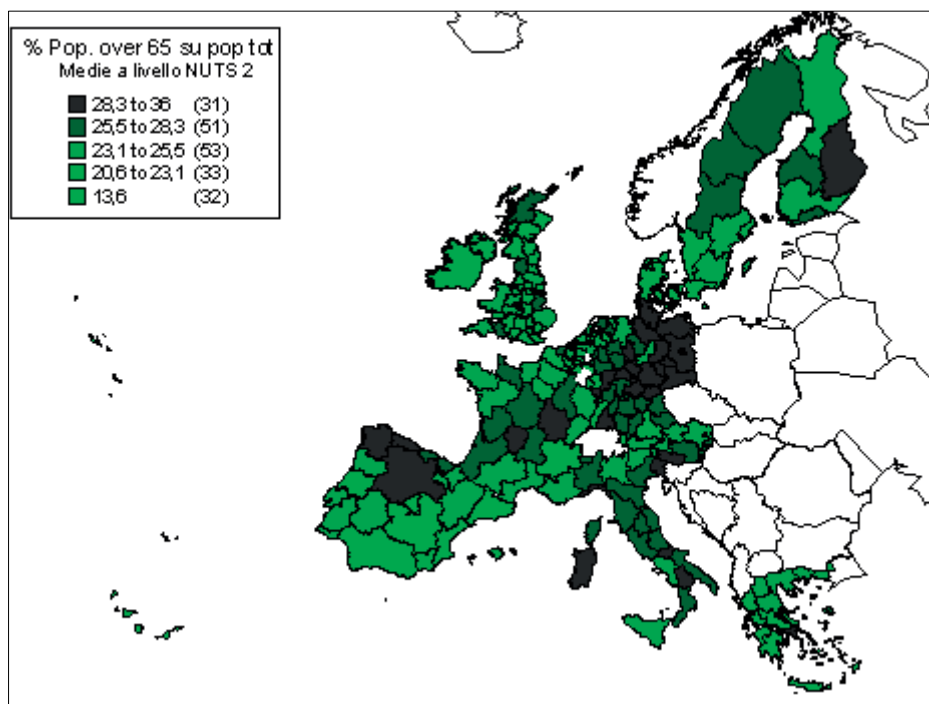 % Pop. over 65 su pop tot
Medie a livello NUTS 2
28,3 to 36 (31)
25,5 to 28,3 (51)
23,1 to 25,5 (53)
20,6 to 23,1 (33)
13,6 (32)